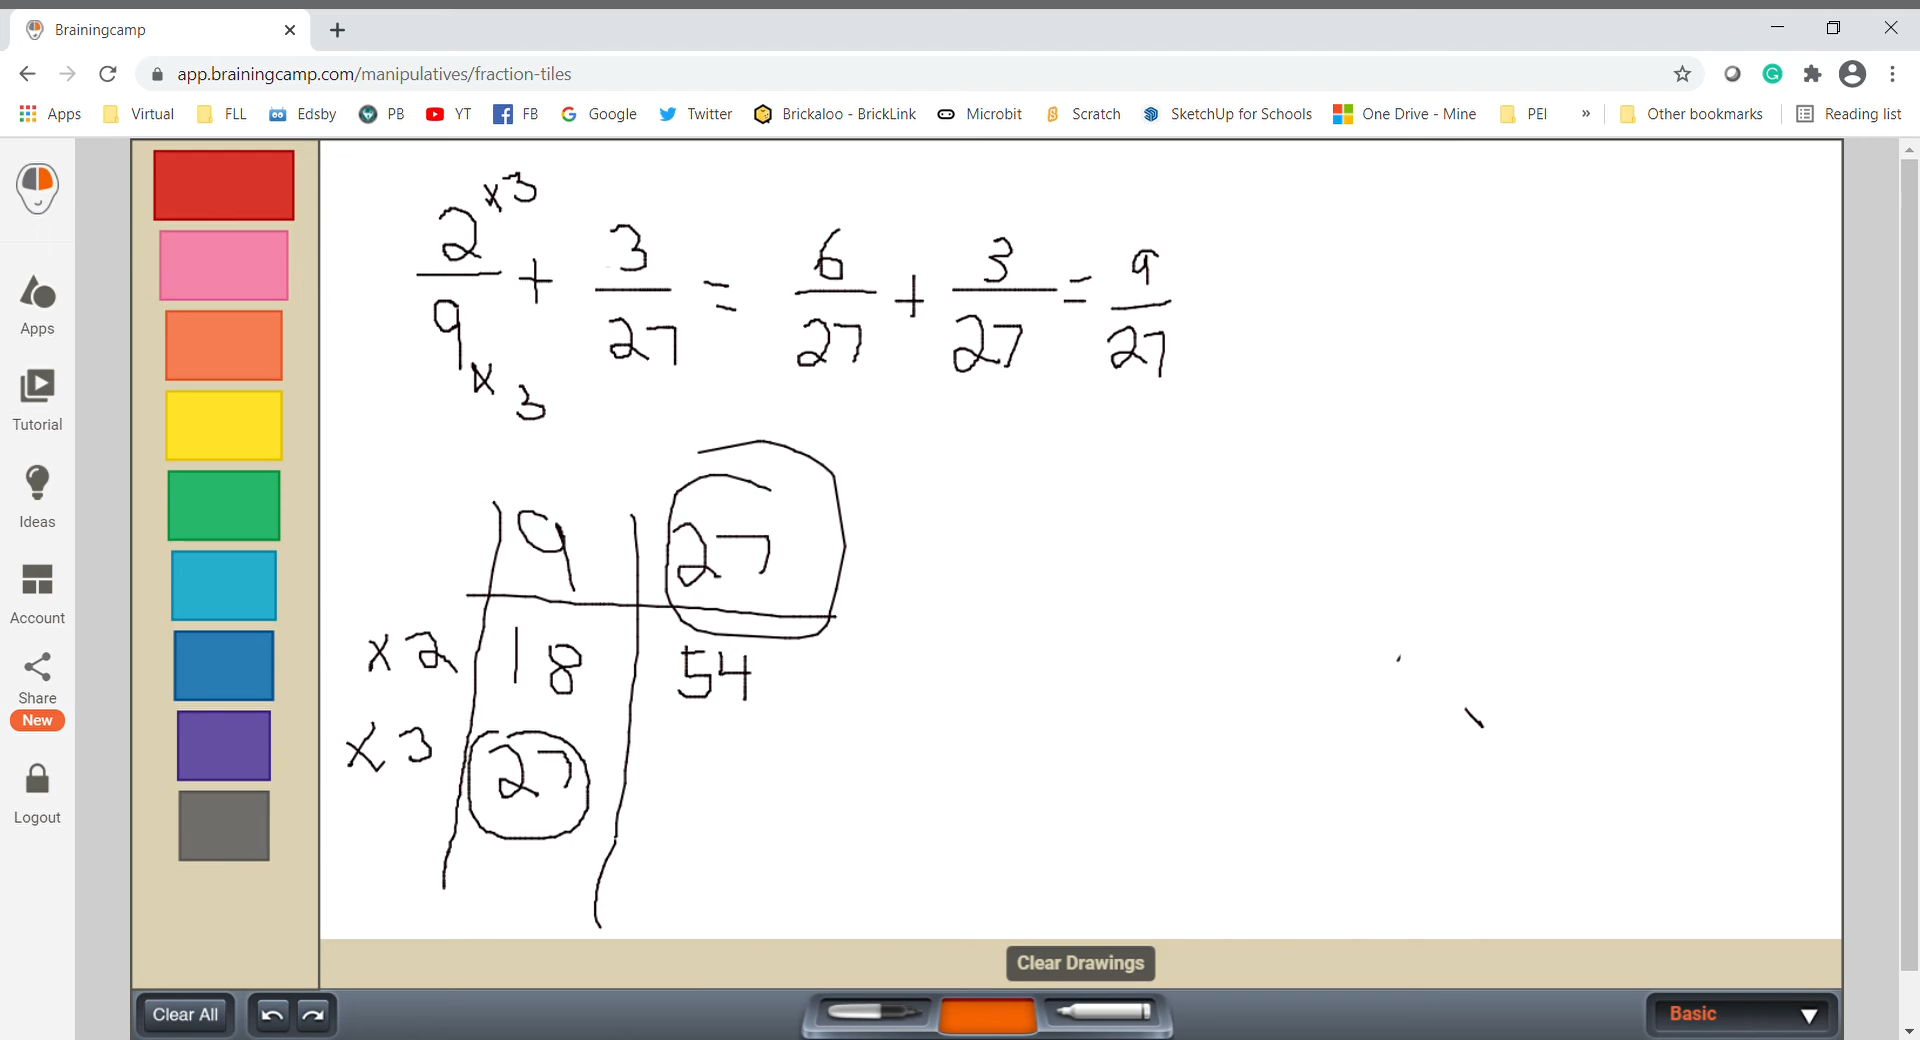 Brainingcamp
app.brainingcamp.com/manipulatives/fraction-tiles
Apps Virtual FLL Edsby PB YT FB Google Twitter Brickaloo - BrickLink Microbit Scratch SketchUp for Schools One Drive - Mine PEI » Other bookmarks Reading list
Apps
Tutorial
Ideas
Account
Share
New
Logout
2 x3 + 3 = 6 + 3 = 9
9 x 3 27 27 27 27
9 27
x2 18 54
x3 27
Clear Drawings
Clear All
Basic